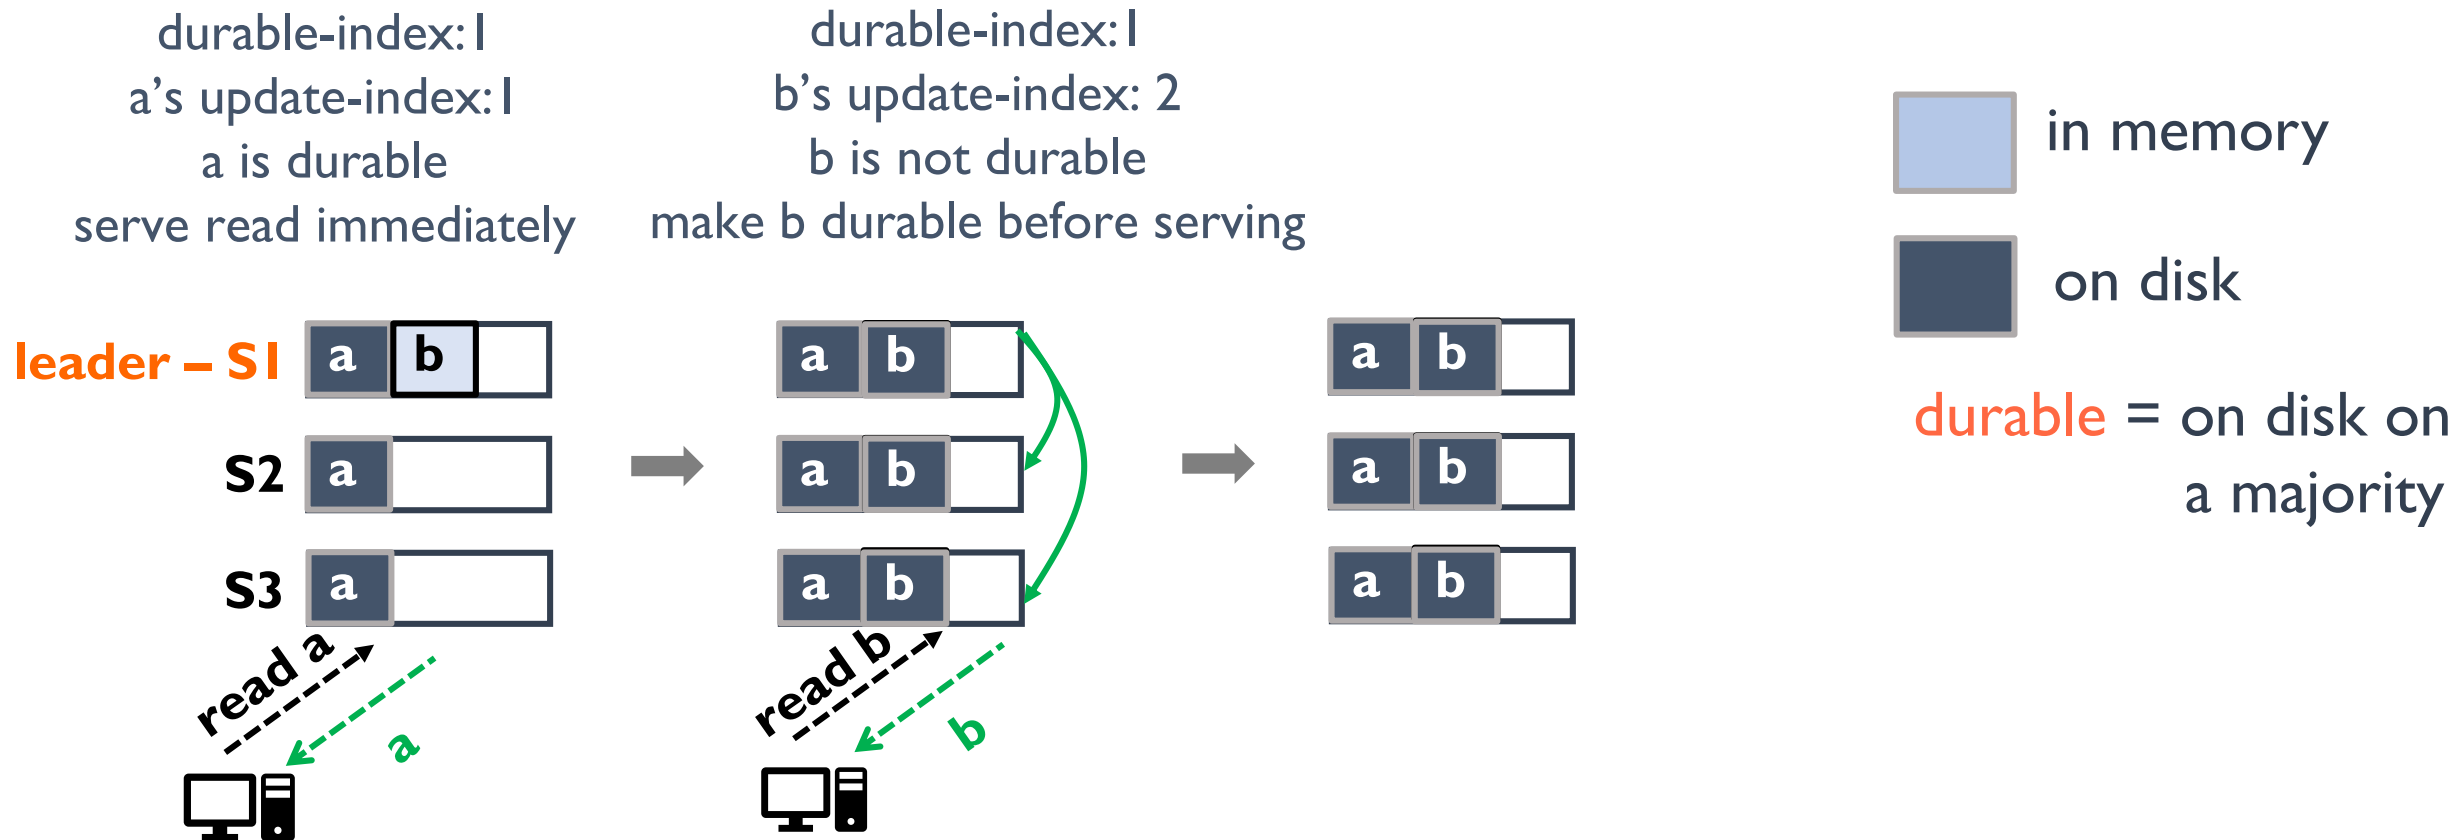 durable-index:1
a's update-index:1
a is durable
serve read immediately
durable-index:1
b's update-index: 2
b is not durable
make b durable before serving
in memory
on disk
durable = on disk on
a majority
leader – S1
a b
a b
a b
S2
a
a b
a b
S3
a
a b
a b
read a
a
read b
b